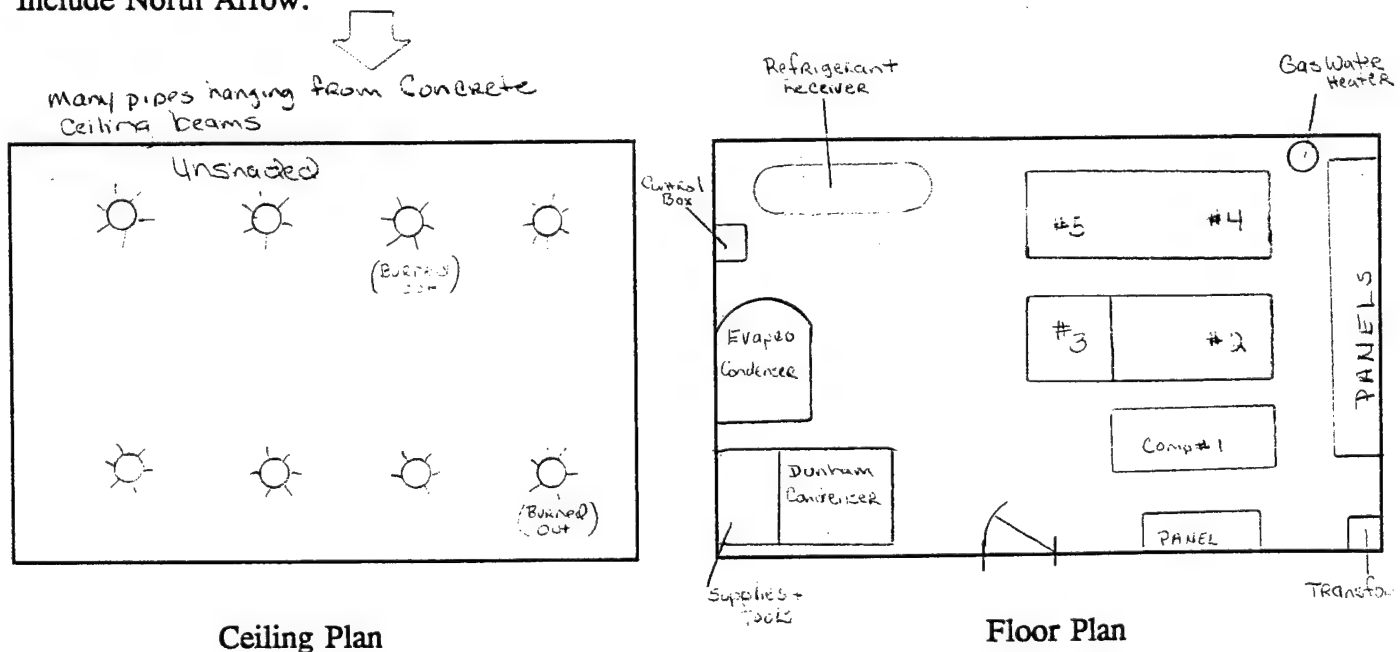 Include North Arrow.
Many pipes hanging from Concrete
Ceiling beams
Unshaded
(Burned
Out)
(Burned
Out)
Ceiling Plan
Refrigerant
receiver
Gas Water
Heater
Control
Box
#5 #4
#3 #2
Evapco
Condenser
Comp#1
PANELS
Dunham
Condenser
PANEL
Supplies +
Tools
Transfo
Floor Plan